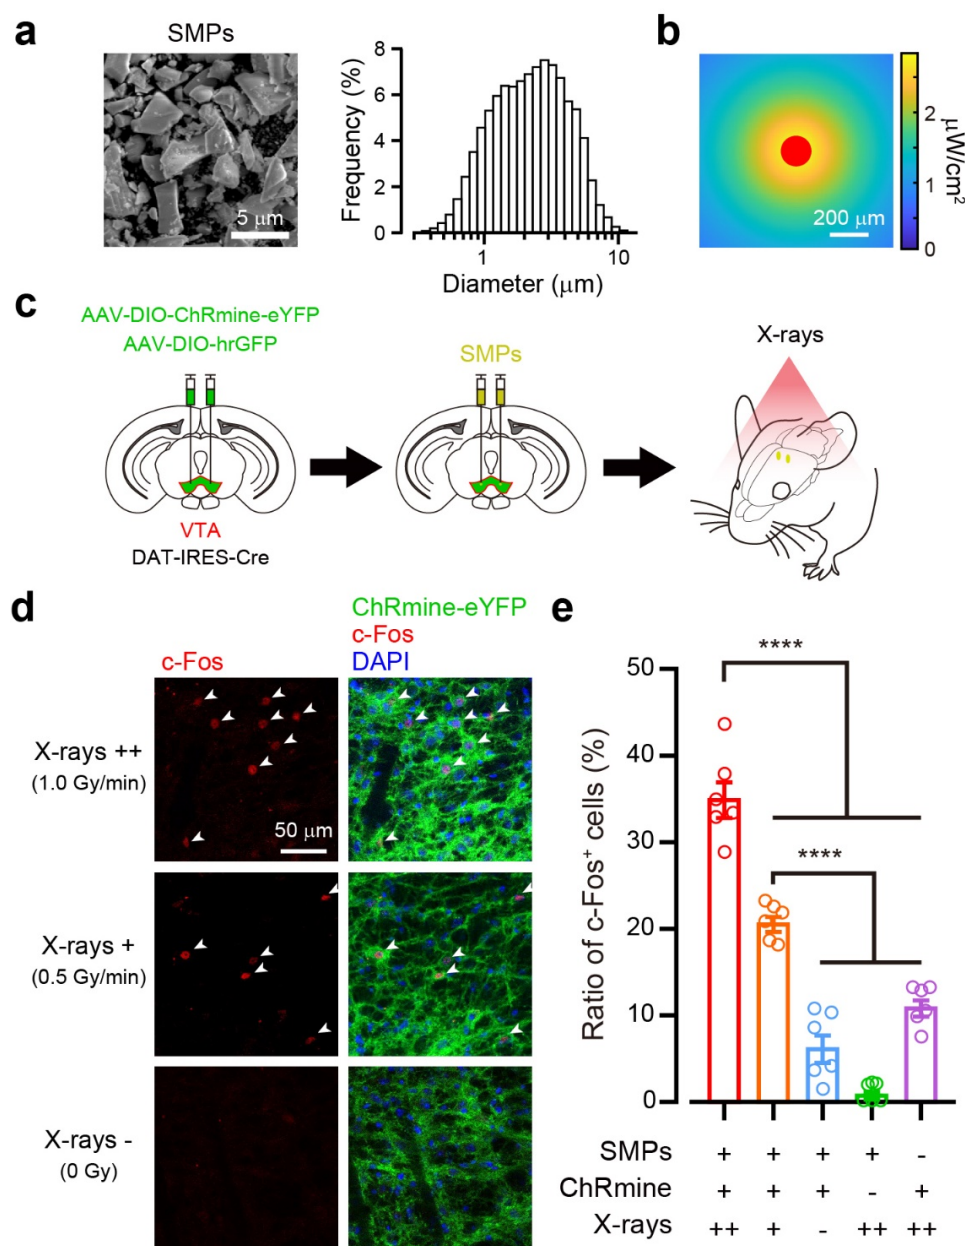 a
SMPs
5 μm
Frequency (%)
8
6
4
2
0
1
10
Diameter (μm)
b
200 μm
2
1
0
μW/cm²
c
AAV-DIO-ChRmine-eYFP
AAV-DIO-hrGFP
VTA
DAT-IRES-Cre
SMPs
X-rays
d
c-Fos
ChRmine-eYFP
c-Fos
DAPI
X-rays ++
(1.0 Gy/min)
50 μm
X-rays +
(0.5 Gy/min)
X-rays -
(0 Gy)
e
Ratio of c-Fos⁺ cells (%)
50
40
30
20
10
0
****
****
SMPs + + + + -
ChRmine + + + - +
X-rays ++ + - ++ ++